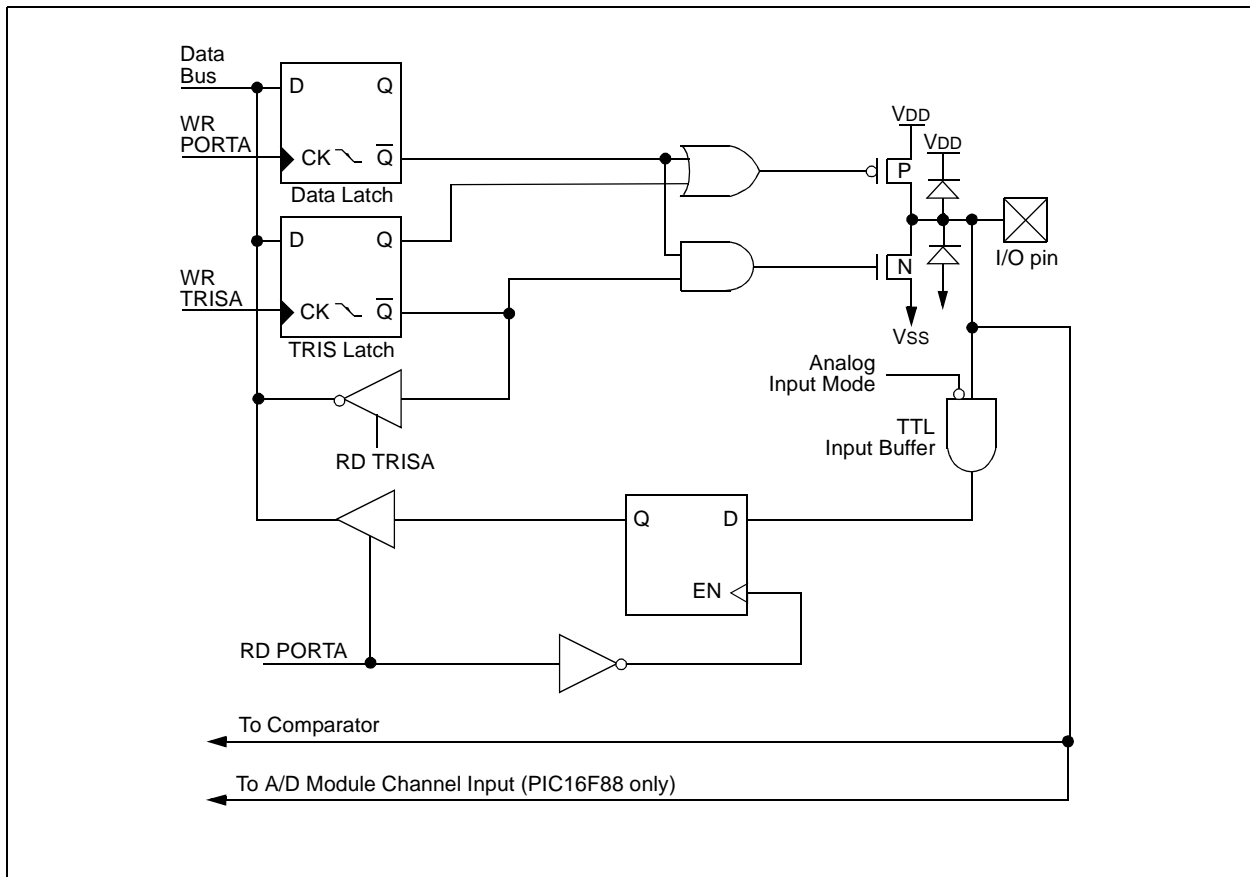 Data
Bus
D Q
WR
PORTA
CK Q̅
Data Latch
D Q
WR
TRISA
CK Q̅
TRIS Latch
RD TRISA
VDD
VDD
P
I/O pin
N
VSS
Analog
Input Mode
TTL
Input Buffer
Q D
EN
RD PORTA
To Comparator
To A/D Module Channel Input (PIC16F88 only)